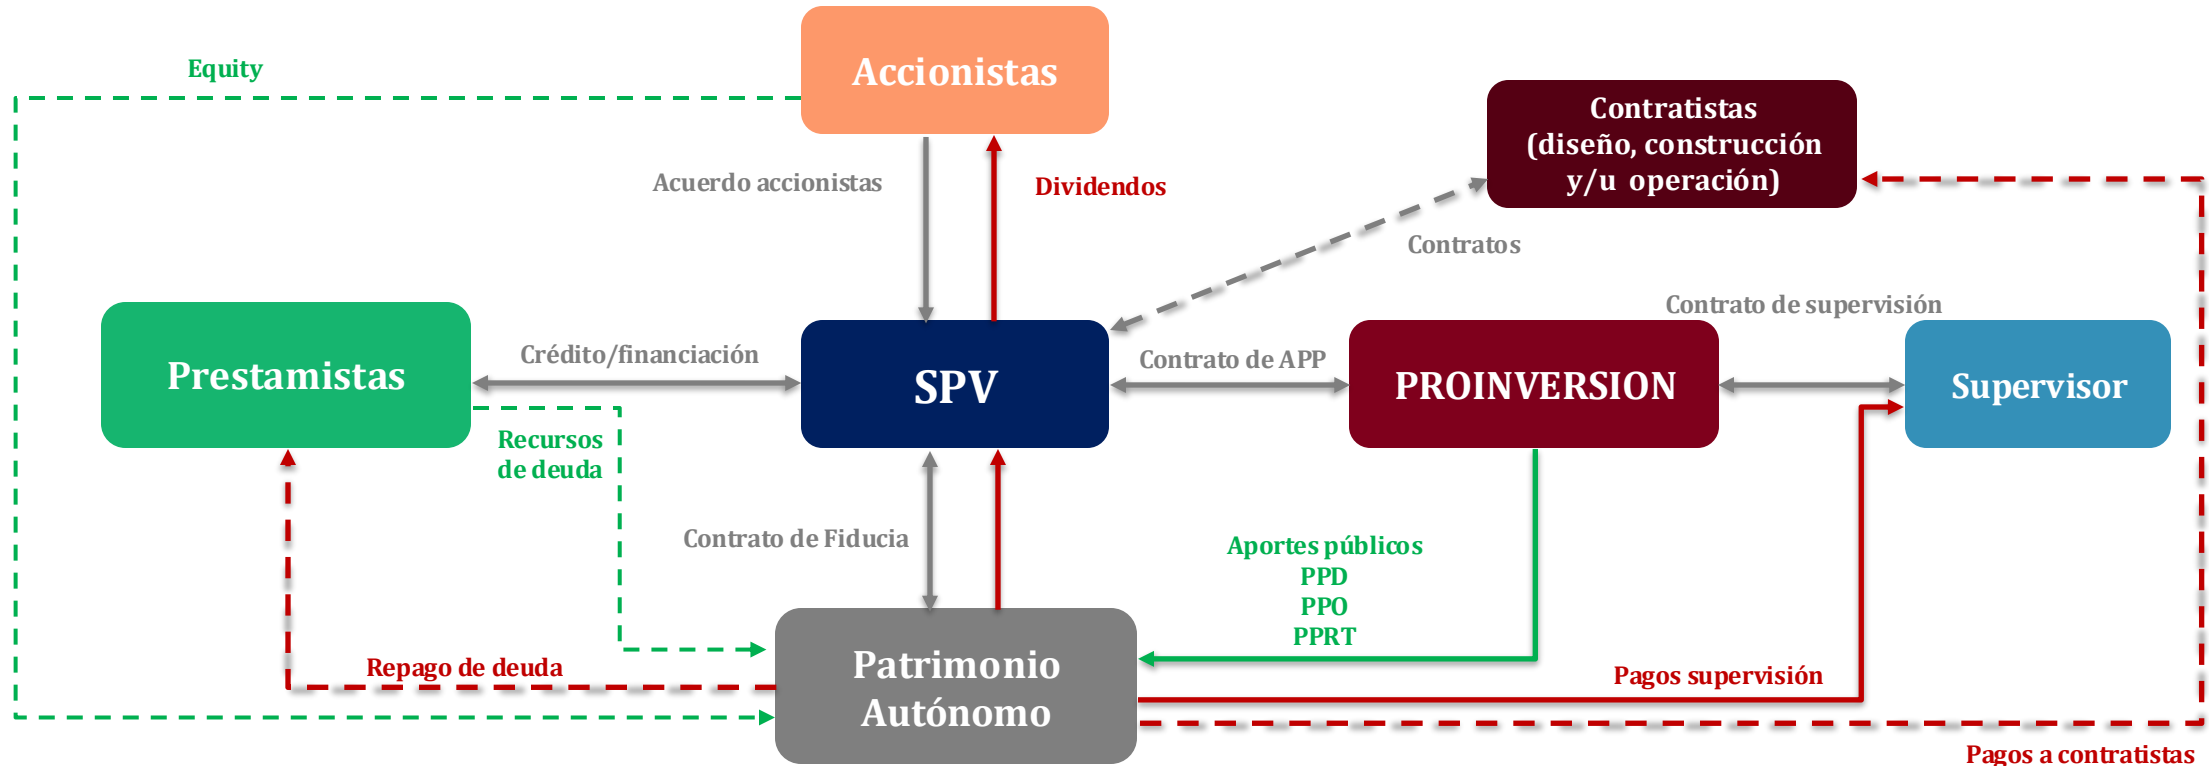 Equity
Accionistas
Contratistas
(diseño, construcción
y/u operación)
Acuerdo accionistas
Dividendos
Contratos
Contrato de supervisión
Prestamistas
Crédito/financiación
SPV
Contrato de APP
PROINVERSION
Supervisor
Recursos
de deuda
Contrato de Fiducia
Aportes públicos
PPD
PPO
PPRT
Repago de deuda
Patrimonio
Autónomo
Pagos supervisión
Pagos a contratistas